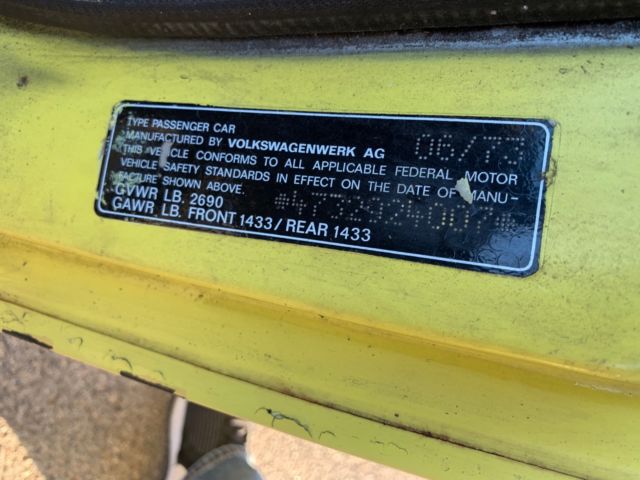 TYPE PASSENGER CAR
MANUFACTURED BY VOLKSWAGENWERK AG 06/73
THIS VEHICLE CONFORMS TO ALL APPLICABLE FEDERAL MOTOR
VEHICLE SAFETY STANDARDS IN EFFECT ON THE DATE OF MANU-
FACTURE SHOWN ABOVE.
GVWR LB. 2690
GAWR LB. FRONT 1433/REAR 1433